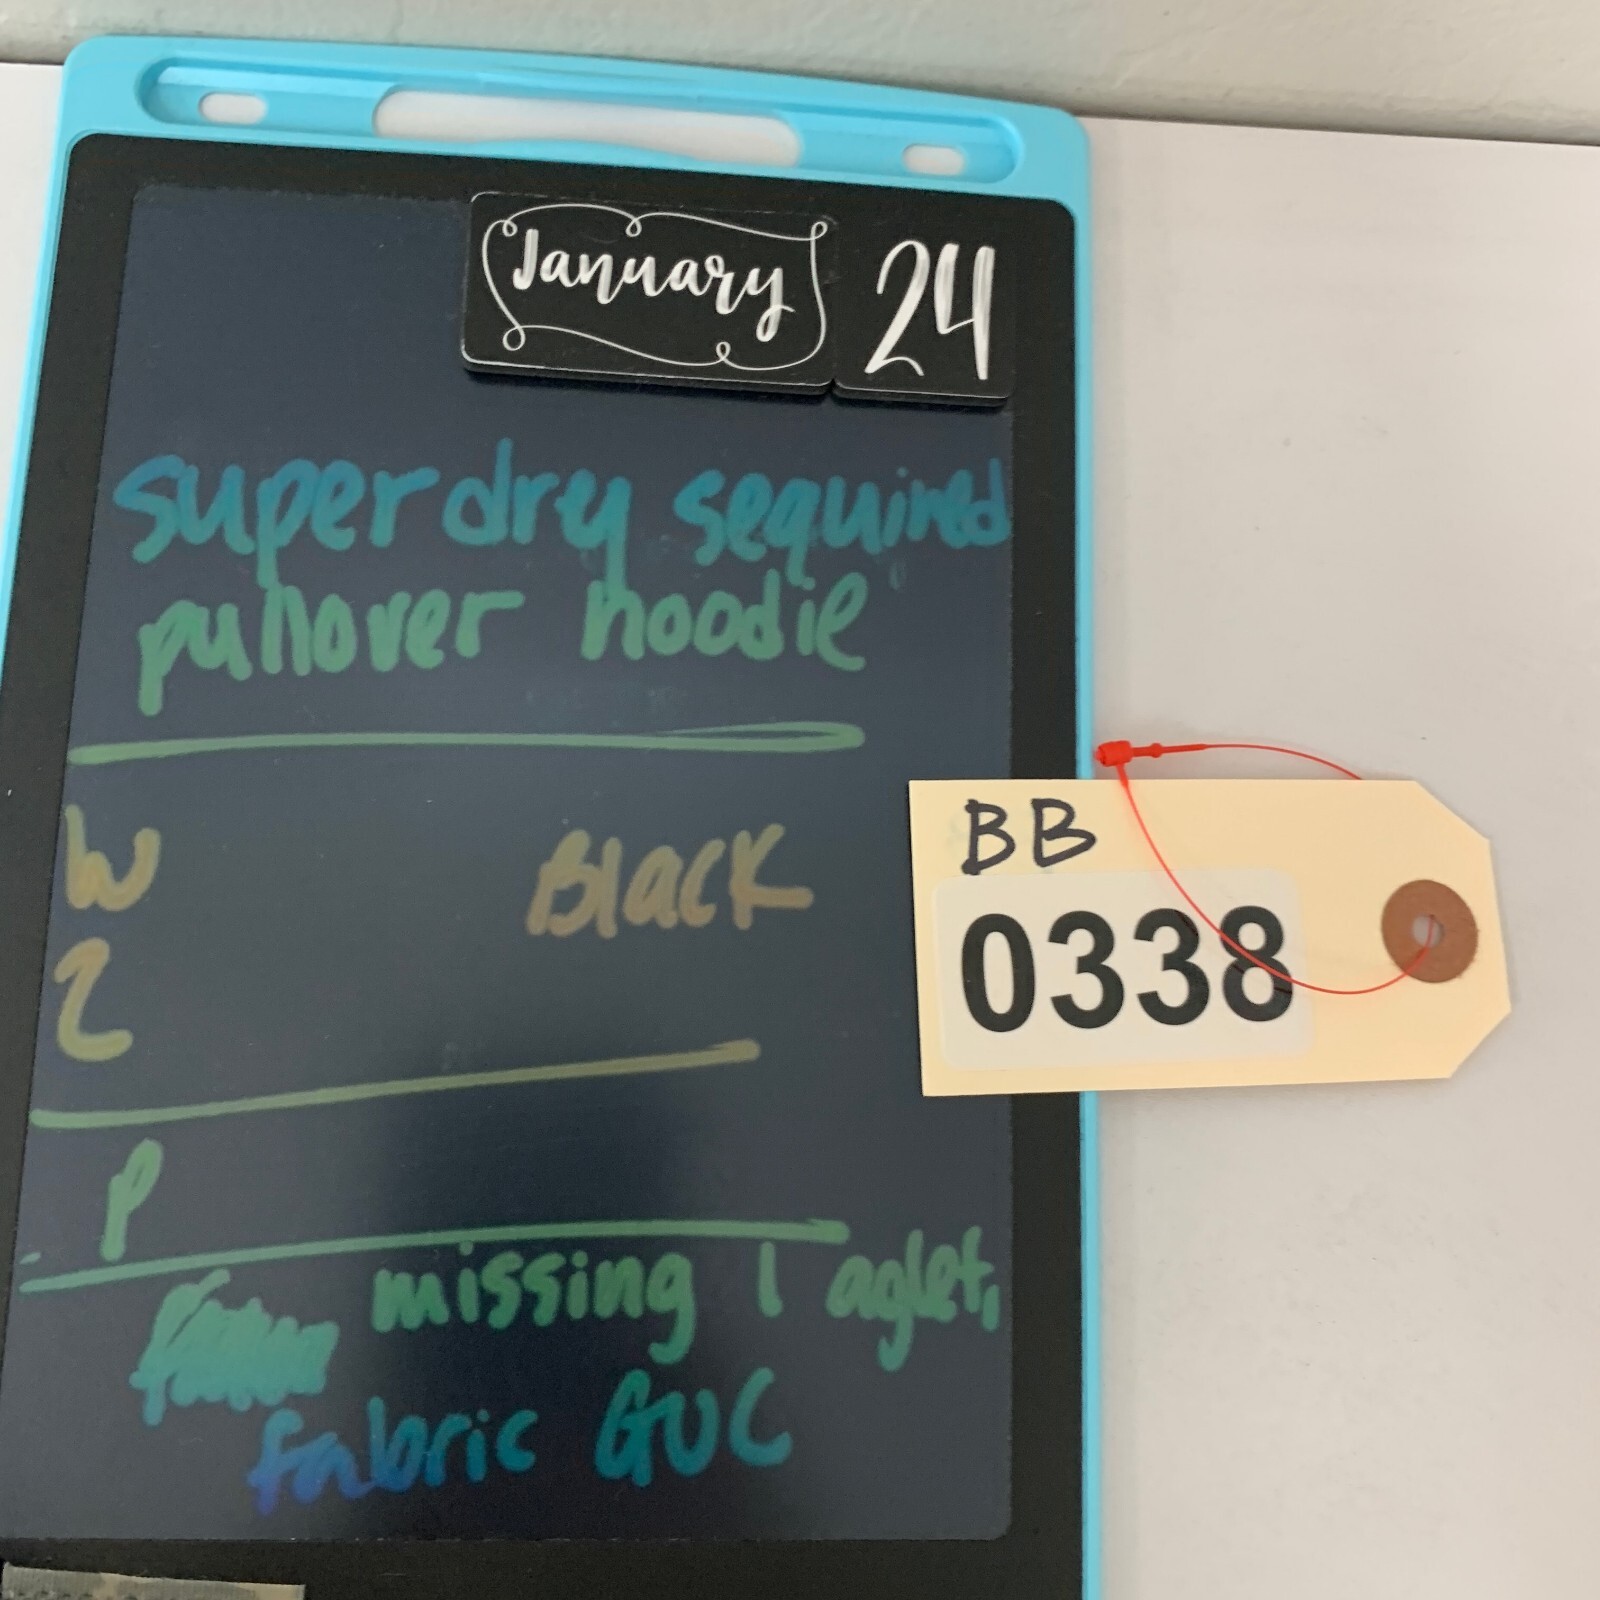 January 24
superdry sequined
pullover hoodie
W Black
2
P
missing 1 aglet,
fabric GUC
BB
0338